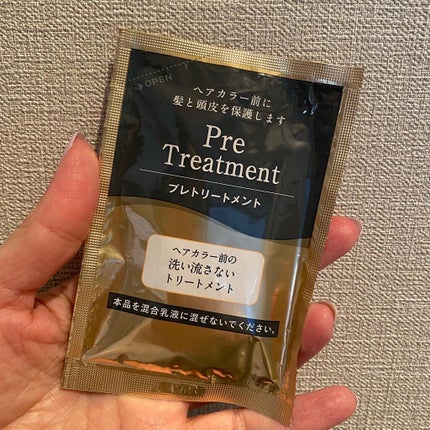 OPEN
ヘアカラー前に
髪と頭皮を保護します
Pre
Treatment
プレトリートメント
ヘアカラー前の
洗い流さない
トリートメント
本品を混合乳液に混ぜないでください。